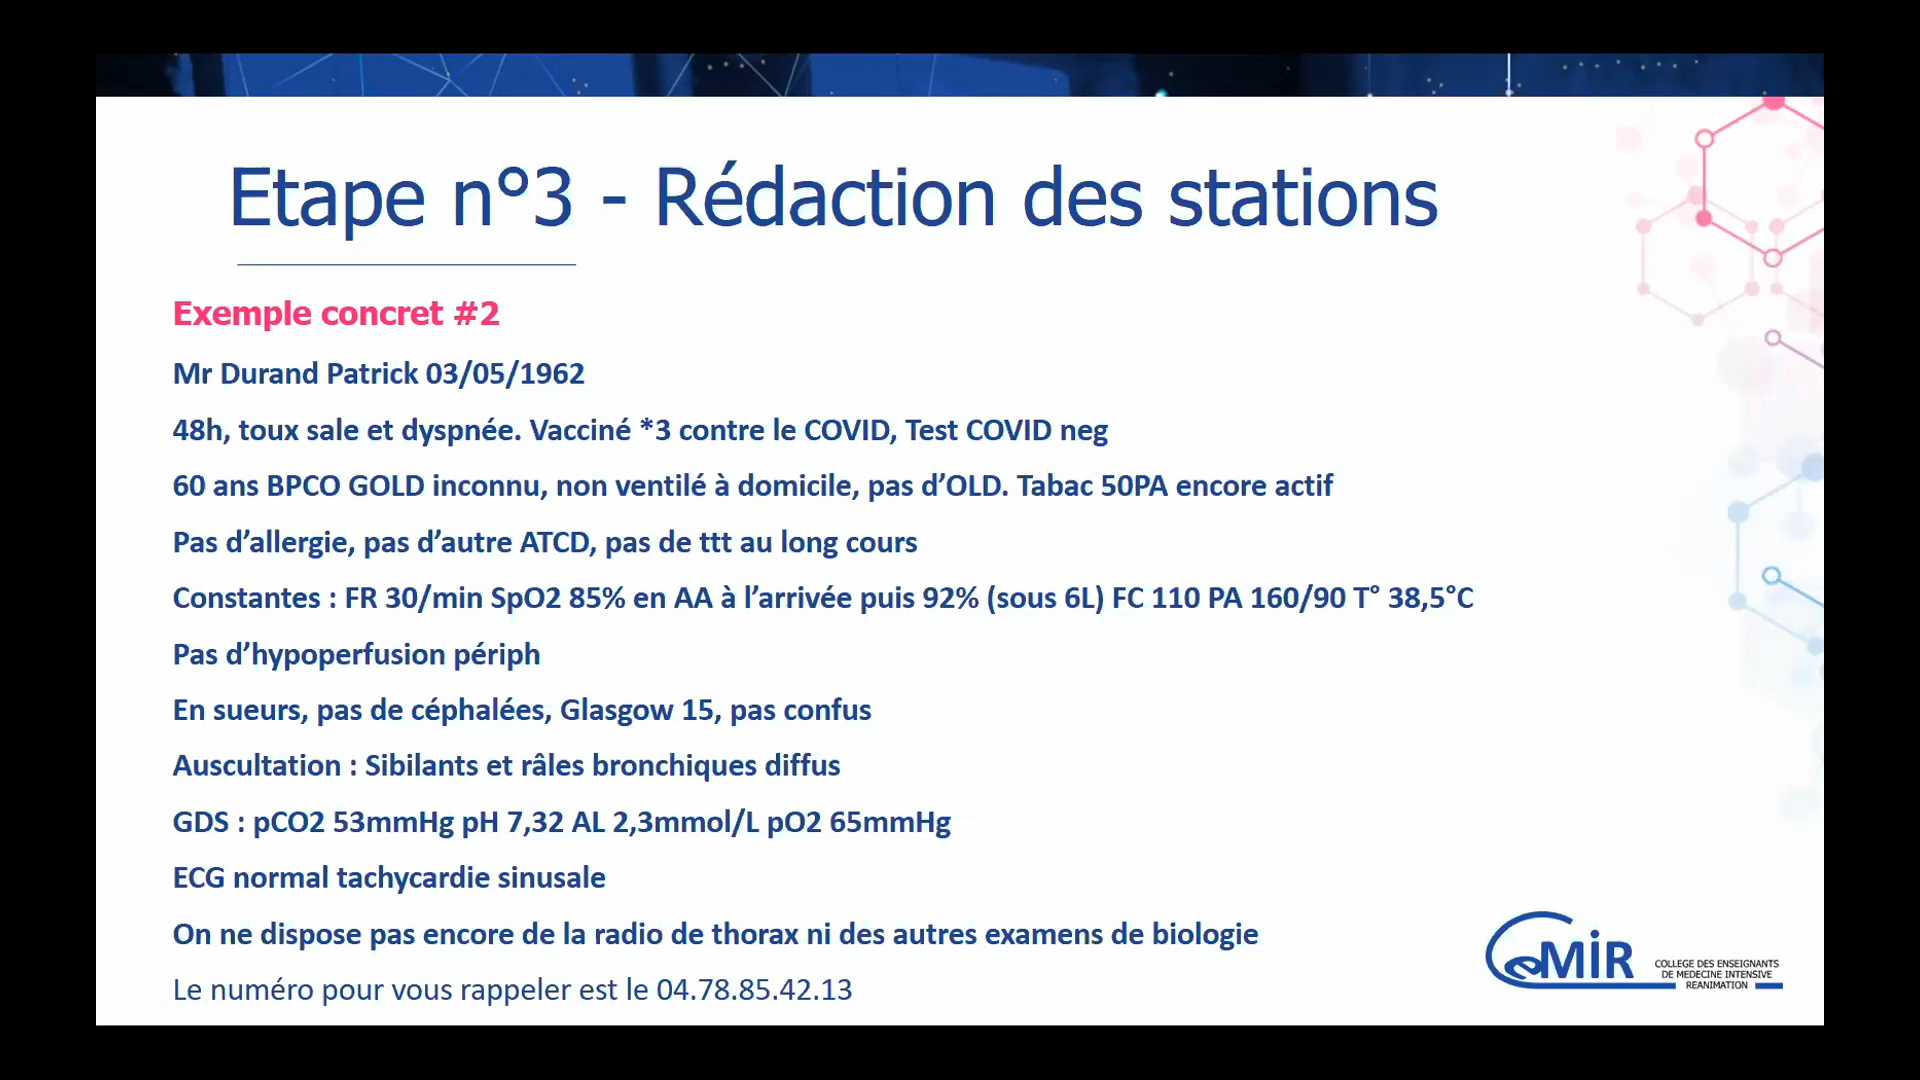 Etape n°3 - Rédaction des stations
Exemple concret #2
Mr Durand Patrick 03/05/1962
48h, toux sale et dyspnée. Vacciné *3 contre le COVID, Test COVID neg
60 ans BPCO GOLD inconnu, non ventilé à domicile, pas d’OLD. Tabac 50PA encore actif
Pas d’allergie, pas d’autre ATCD, pas de ttt au long cours
Constantes : FR 30/min SpO2 85% en AA à l’arrivée puis 92% (sous 6L) FC 110 PA 160/90 T° 38,5°C
Pas d’hypoperfusion périph
En sueurs, pas de céphalées, Glasgow 15, pas confus
Auscultation : Sibilants et râles bronchiques diffus
GDS : pCO2 53mmHg pH 7,32 AL 2,3mmol/L pO2 65mmHg
ECG normal tachycardie sinusale
On ne dispose pas encore de la radio de thorax ni des autres examens de biologie
Le numéro pour vous rappeler est le 04.78.85.42.13
CeMIR
COLLEGE DES ENSEIGNANTS
DE MEDECINE INTENSIVE
REANIMATION